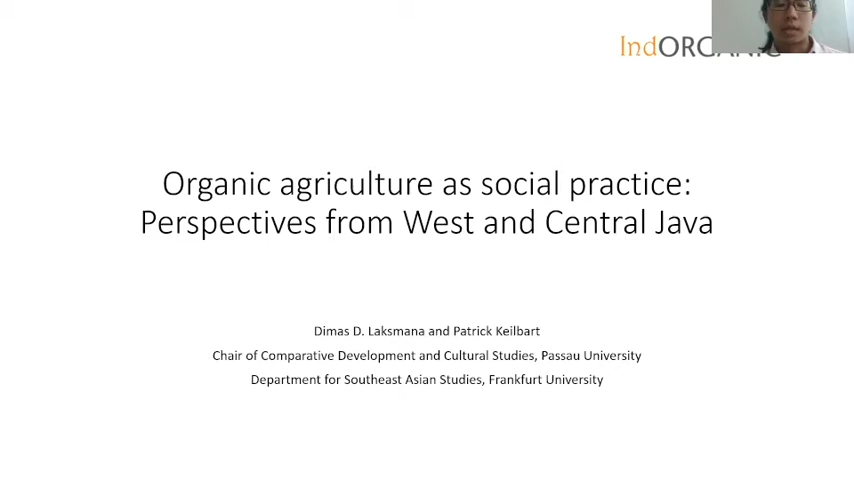 IndORGANIC
Organic agriculture as social practice:
Perspectives from West and Central Java
Dimas D. Laksmana and Patrick Keilbart
Chair of Comparative Development and Cultural Studies, Passau University
Department for Southeast Asian Studies, Frankfurt University